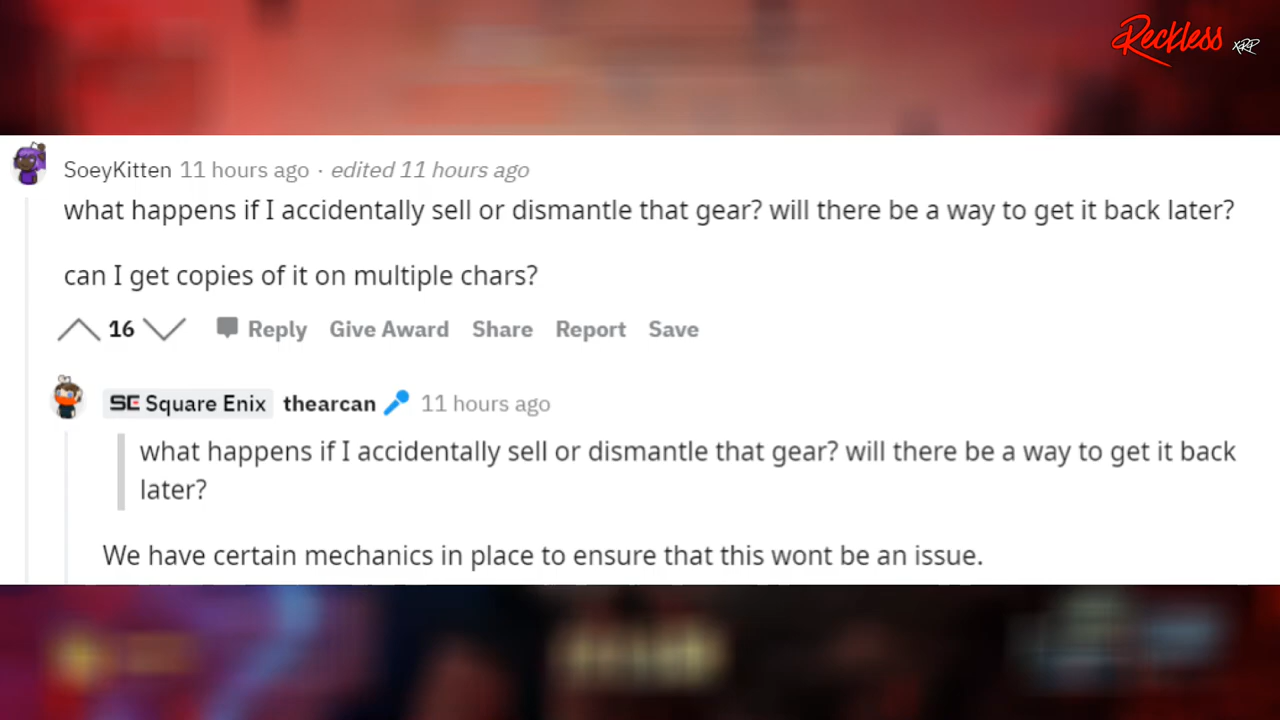 Reckless XRP
SoeyKitten 11 hours ago · edited 11 hours ago
what happens if I accidentally sell or dismantle that gear? will there be a way to get it back later?
can I get copies of it on multiple chars?
16 Reply Give Award Share Report Save
SE Square Enix thearcan 11 hours ago
what happens if I accidentally sell or dismantle that gear? will there be a way to get it back
later?
We have certain mechanics in place to ensure that this wont be an issue.